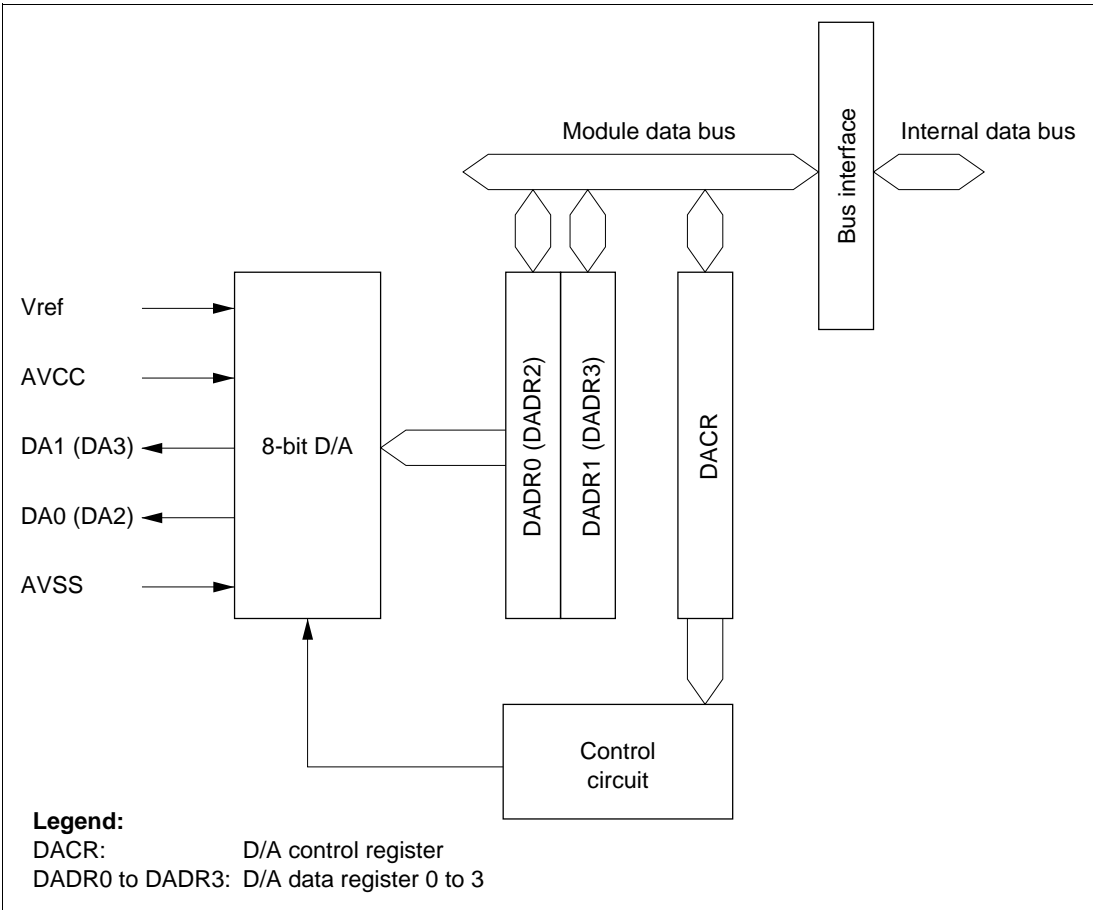 Module data bus
Internal data bus
Bus interface
Vref
AVCC
DA1 (DA3)
DA0 (DA2)
AVSS
8-bit D/A
DADR0 (DADR2)
DADR1 (DADR3)
DACR
Control
circuit
Legend:
DACR: D/A control register
DADR0 to DADR3: D/A data register 0 to 3